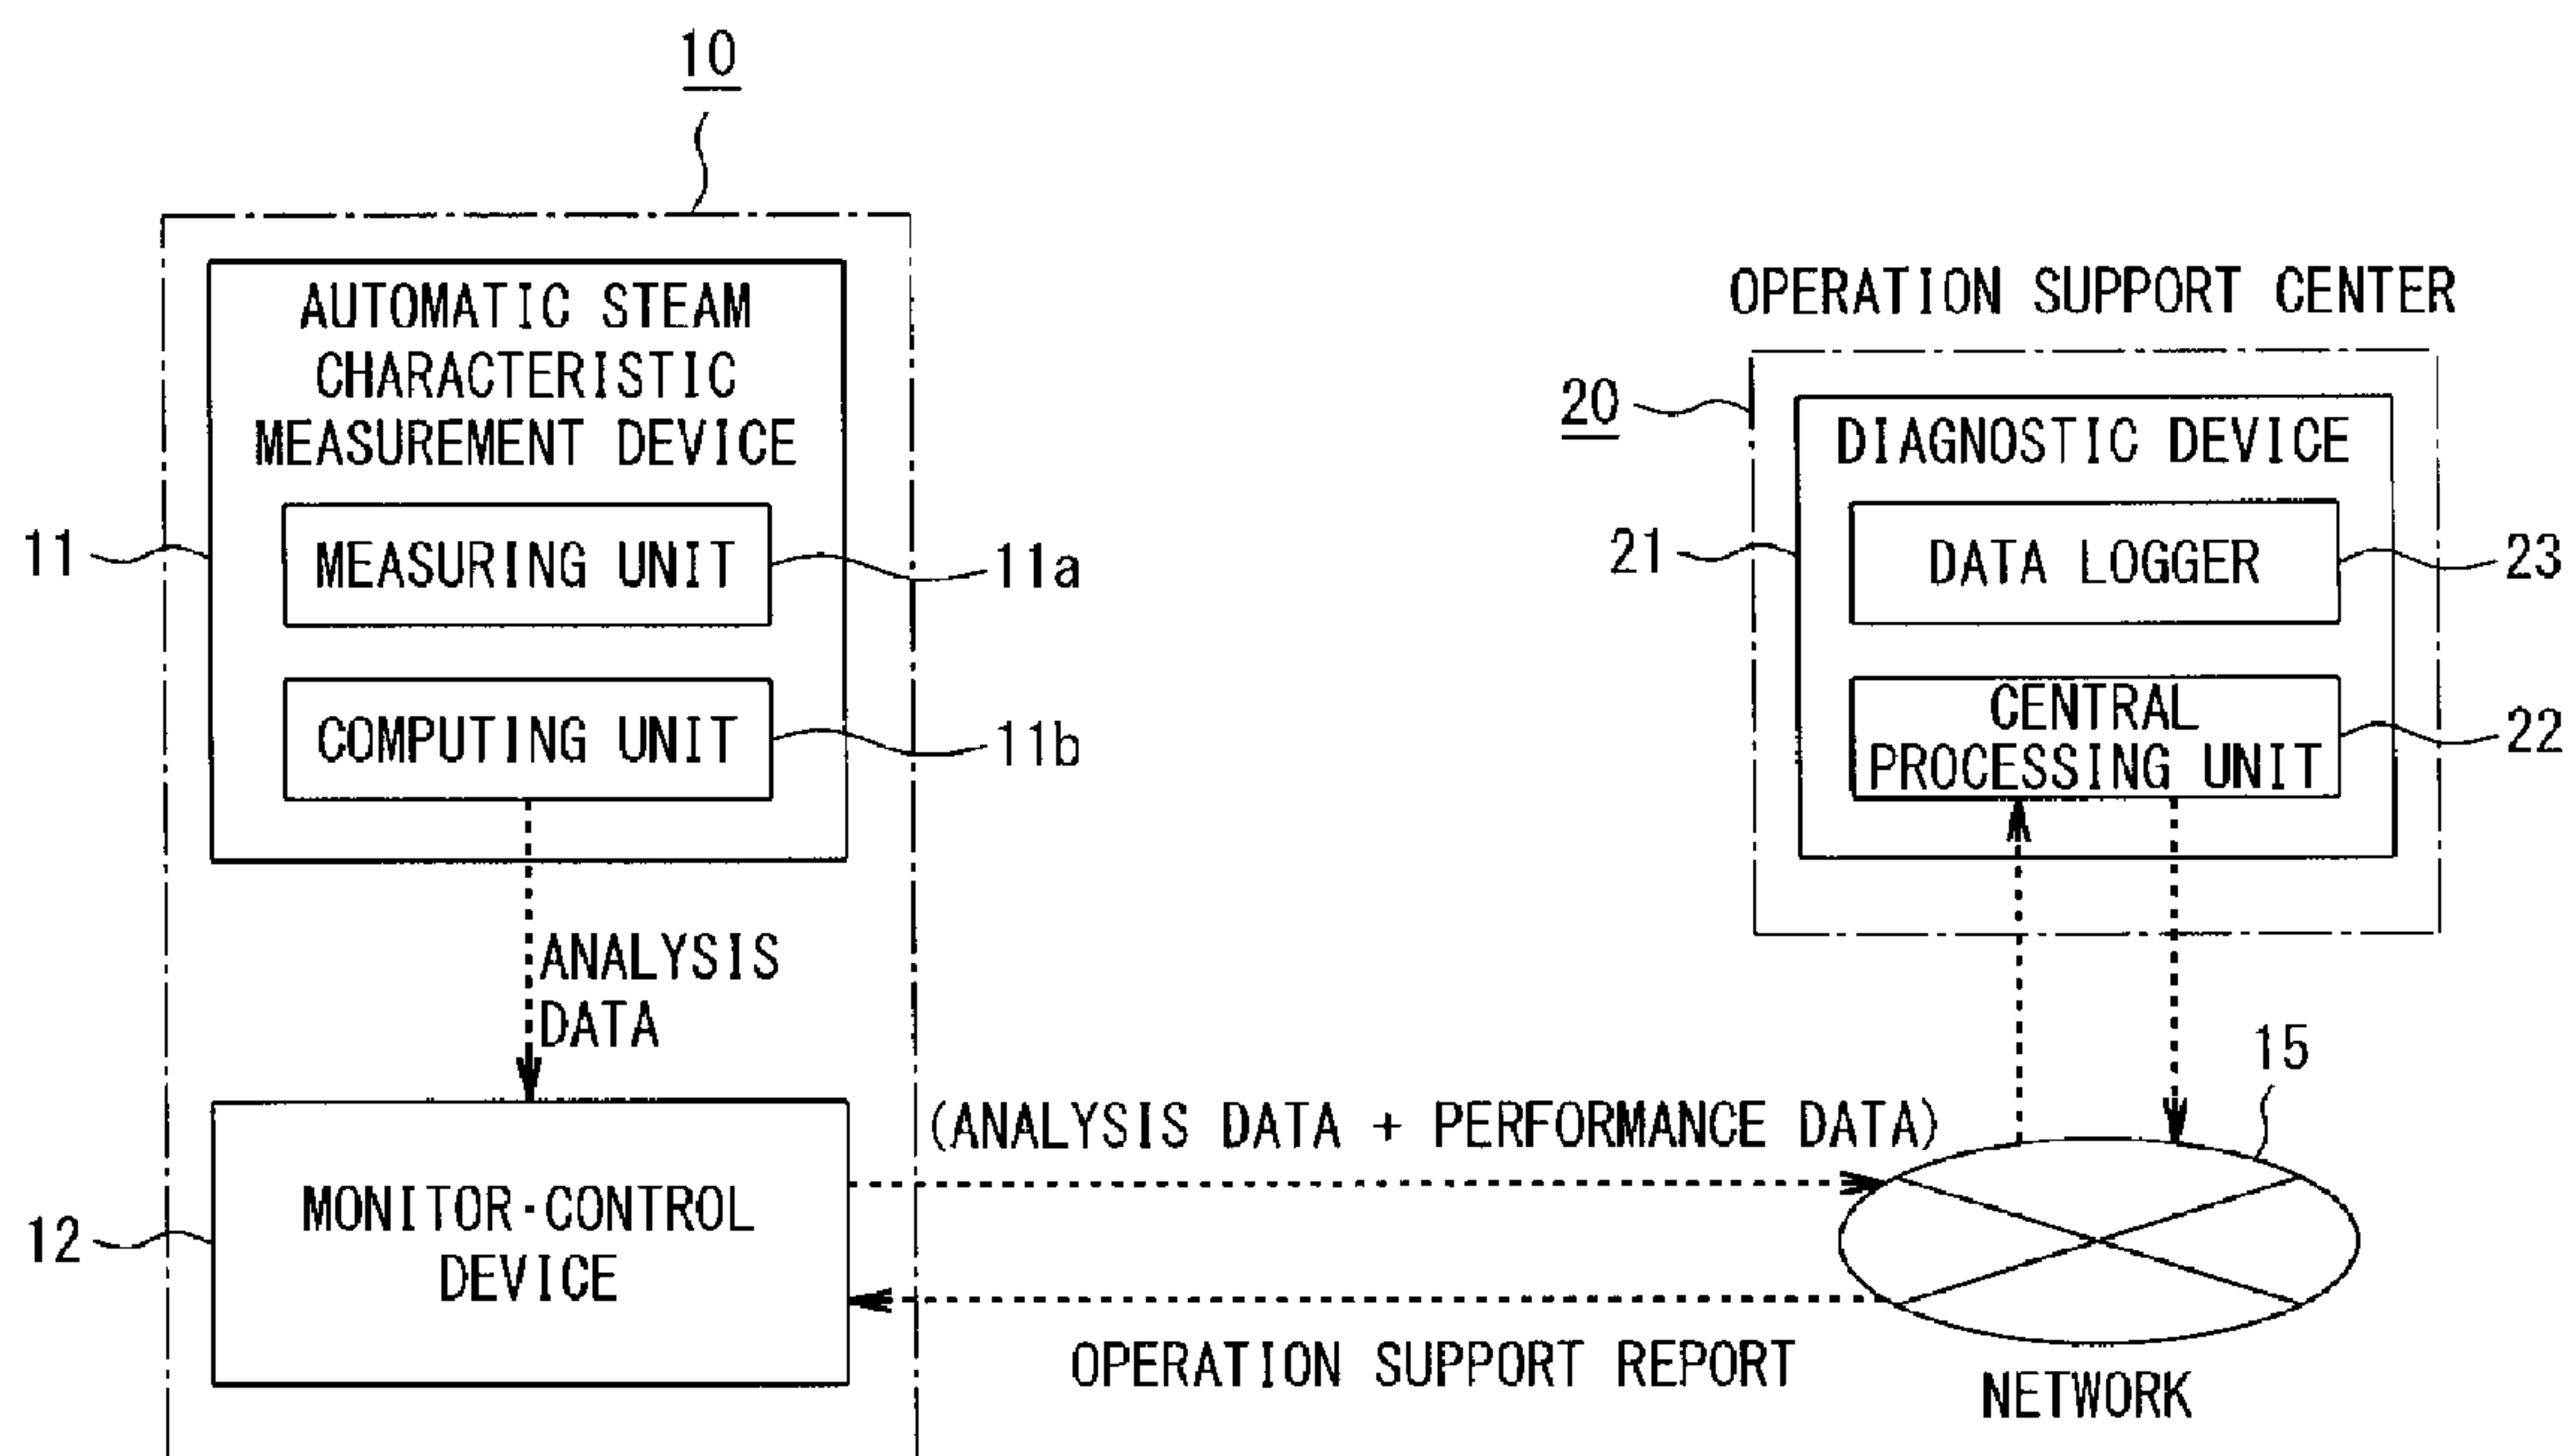 10
AUTOMATIC STEAM
CHARACTERISTIC
MEASUREMENT DEVICE
11
MEASURING UNIT
11a
COMPUTING UNIT
11b
ANALYSIS
DATA
12
MONITOR·CONTROL
DEVICE
OPERATION SUPPORT CENTER
20
DIAGNOSTIC DEVICE
21
DATA LOGGER
23
CENTRAL
PROCESSING UNIT
22
15
(ANALYSIS DATA + PERFORMANCE DATA)
OPERATION SUPPORT REPORT
NETWORK